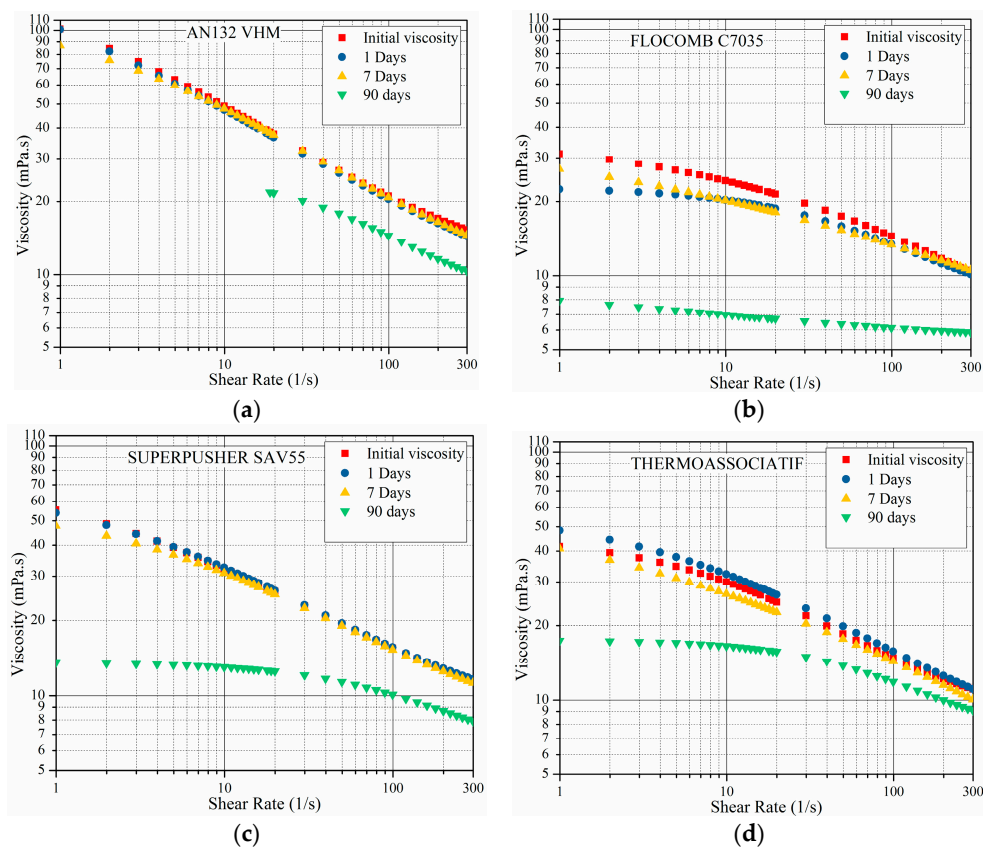 AN132 VHM
Initial viscosity
1 Days
7 Days
90 days
Viscosity (mPa.s)
110
100
90
80
70
60
50
40
30
20
10
9
8
7
6
5
1 10 100 300
Shear Rate (1/s)
(a)
FLOCOMB C7035
Initial viscosity
1 Days
7 Days
90 days
Viscosity (mPa.s)
110
100
90
80
70
60
50
40
30
20
10
9
8
7
6
5
1 10 100 300
Shear Rate (1/s)
(b)
SUPERPUSHER SAV55
Initial viscosity
1 Days
7 Days
90 days
Viscosity (mPa.s)
110
100
90
80
70
60
50
40
30
20
10
9
8
7
6
5
1 10 100 300
Shear Rate (1/s)
(c)
THERMOASSOCIATIF
Initial viscosity
1 Days
7 Days
90 days
Viscosity (mPa.s)
110
100
90
80
70
60
50
40
30
20
10
9
8
7
6
5
1 10 100 300
Shear Rate (1/s)
(d)